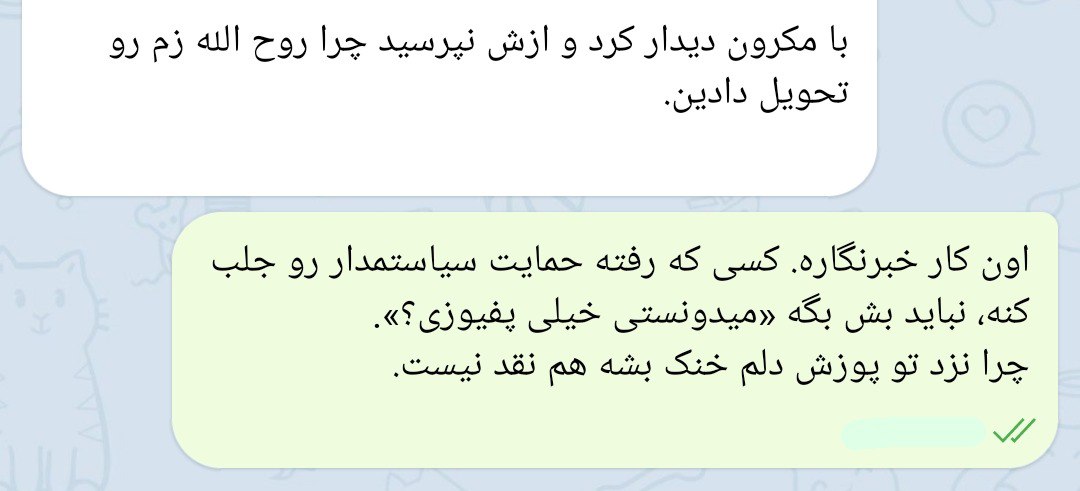 با مکرون دیدار کرد و ازش نپرسید چرا روح الله زم رو
تحویل دادین.
اون کار خبرنگاره. کسی که رفته حمایت سیاستمدار رو جلب
کنه، نباید بش بگه «میدونستی خیلی پفیوزی؟».
چرا نزد تو پوزش دلم خنک بشه هم نقد نیست.